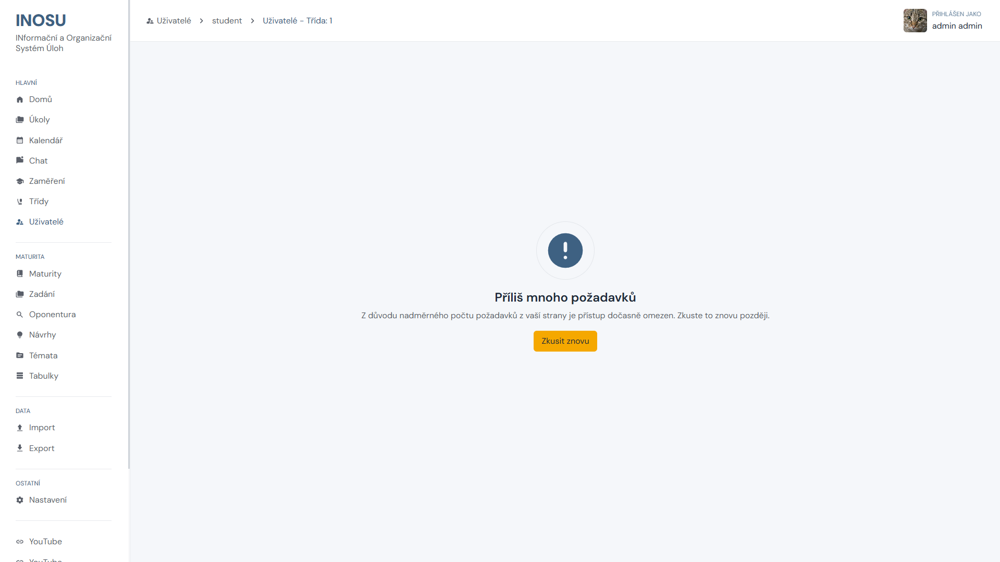 INOSU
INformační a Organizační
Systém Úloh
HLAVNÍ
Domů
Úkoly
Kalendář
Chat
Zaměření
Třídy
Uživatelé
MATURITA
Maturity
Zadání
Oponentura
Návrhy
Témata
Tabulky
DATA
Import
Export
OSTATNÍ
Nastavení
YouTube
YouTube
Uživatelé
student
Uživatelé - Třída: 1
PŘIHLÁŠEN JAKO
admin admin
Příliš mnoho požadavků
Z důvodu nadměrného počtu požadavků z vaší strany je přístup dočasně omezen. Zkuste to znovu později.
Zkusit znovu